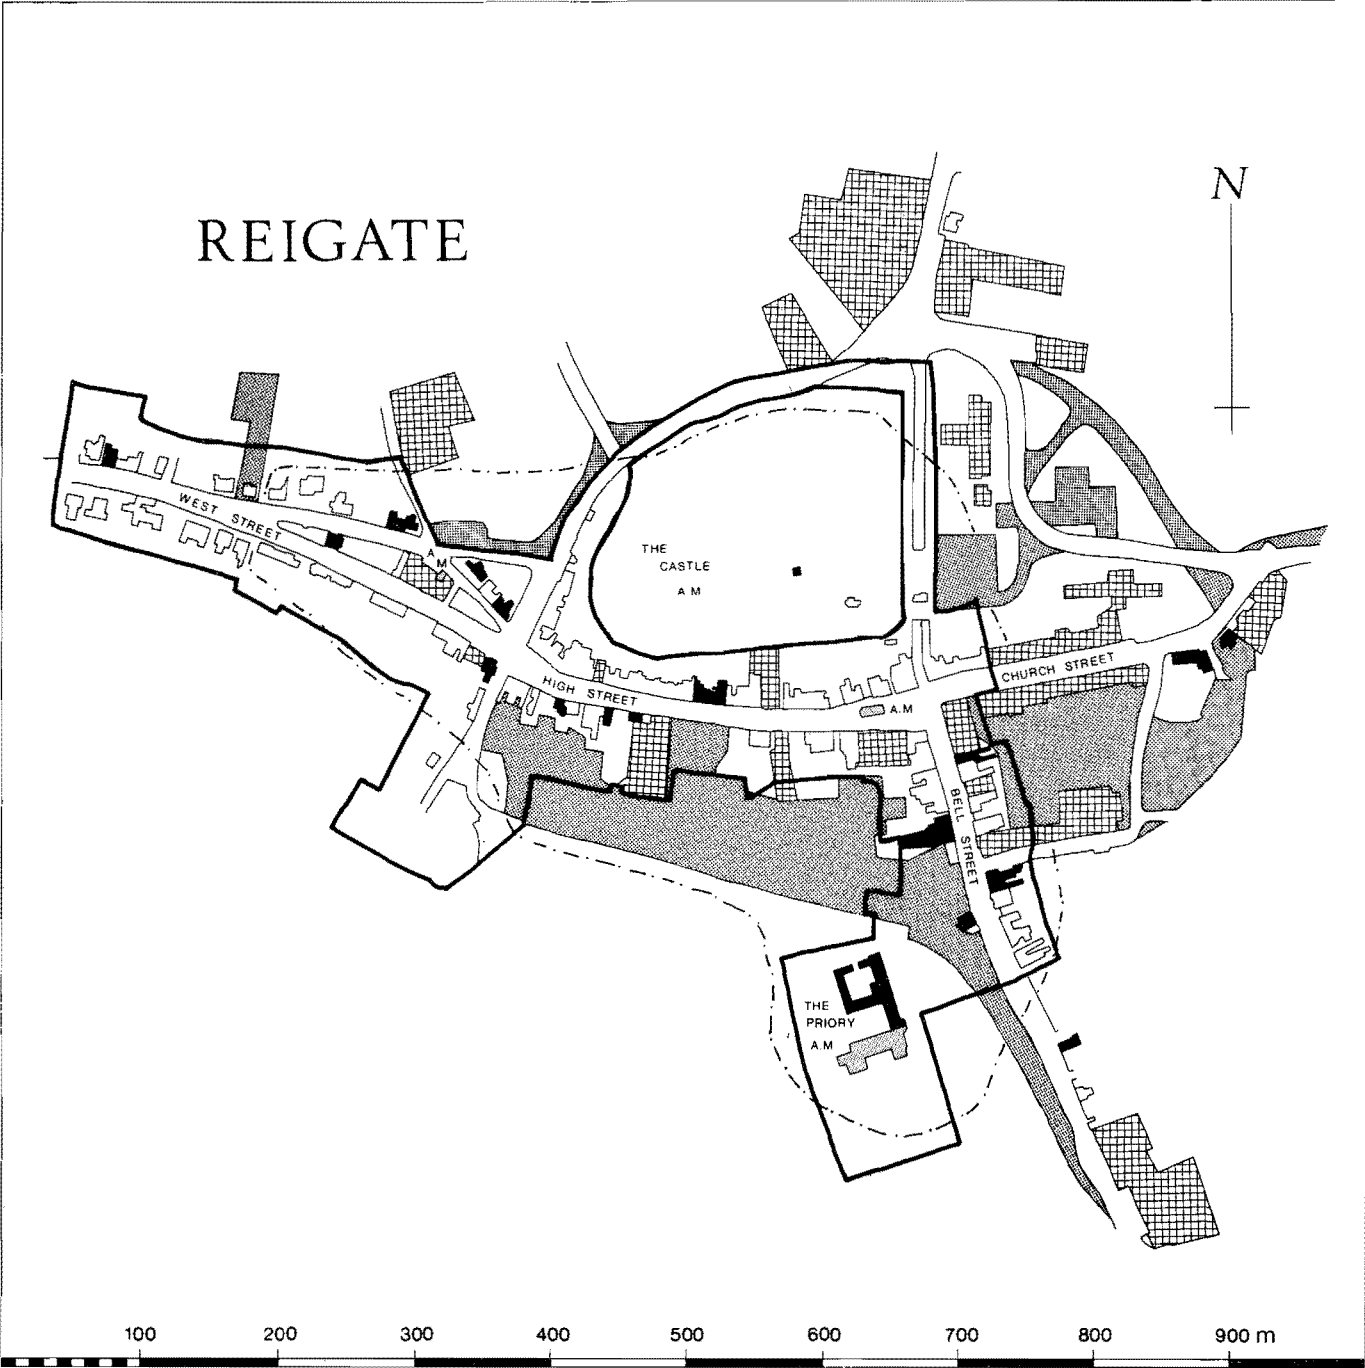 REIGATE
N
WEST STREET
A
M
THE
CASTLE
A M
HIGH STREET
CHURCH STREET
A.M
BELL STREET
THE
PRIORY
A.M
100 200 300 400 500 600 700 800 900 m